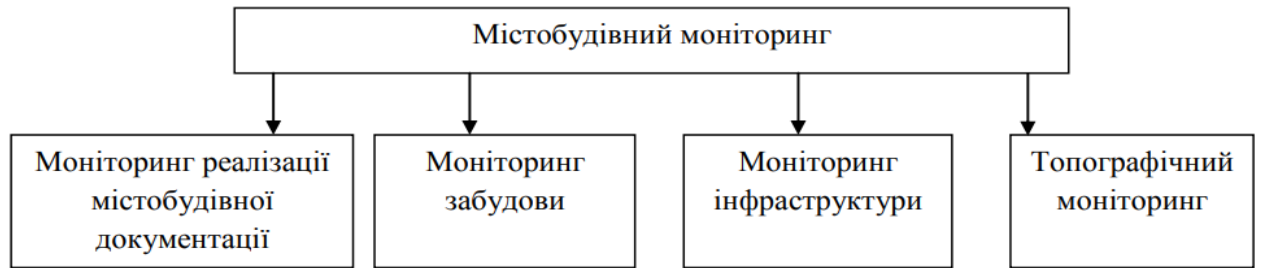 Містобудівний моніторинг
Моніторинг реалізації
містобудівної
документації
Моніторинг
забудови
Моніторинг
інфраструктури
Топографічний
моніторинг